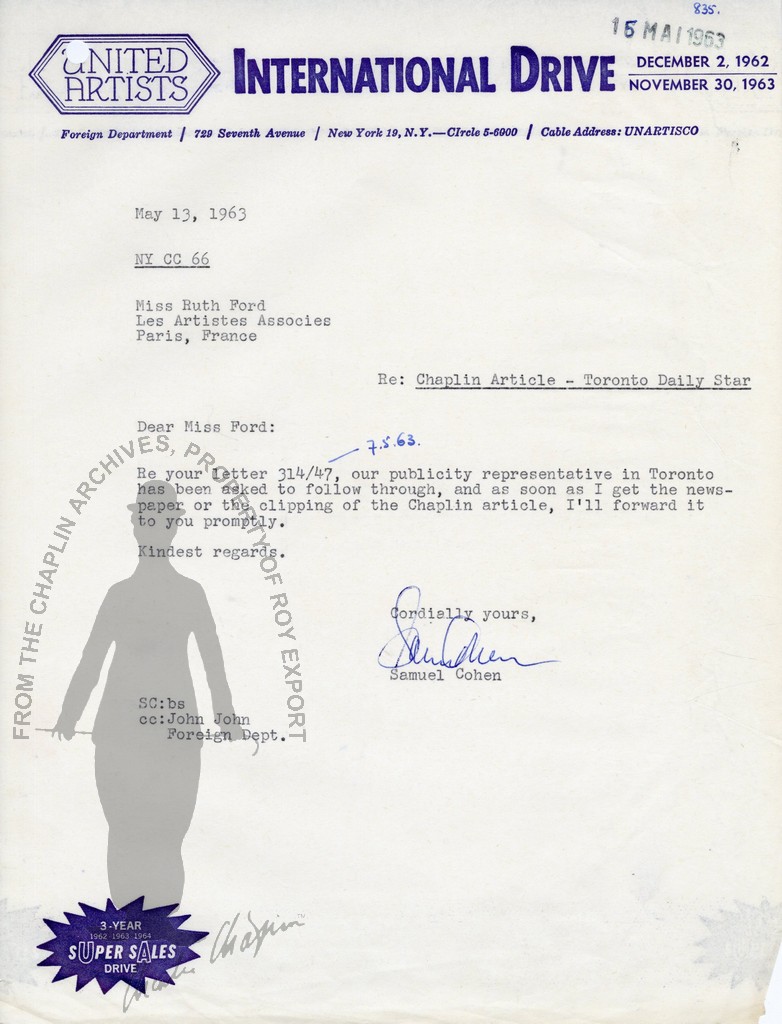 835.
15 MAI 1963
UNITED
ARTISTS
INTERNATIONAL DRIVE
DECEMBER 2, 1962
NOVEMBER 30, 1963
Foreign Department / 729 Seventh Avenue / New York 19, N.Y.—CIrcle 5-6000 / Cable Address: UNARTISCO
May 13, 1963
NY CC 66
Miss Ruth Ford
Les Artistes Associes
Paris, France
Re: Chaplin Article - Toronto Daily Star
Dear Miss Ford:
7.5.63.
Re your letter 314/47, our publicity representative in Toronto
has been asked to follow through, and as soon as I get the news-
paper or the clipping of the Chaplin article, I'll forward it
to you promptly.
Kindest regards.
Cordially yours,
Sam Cohen
Samuel Cohen
SC:bs
cc:John John
Foreign Dept.
FROM THE CHAPLIN ARCHIVES, PROPERTY OF ROY EXPORT
3-YEAR
1962-1963-1964
SUPER SALES
DRIVE
Charlie Chaplin